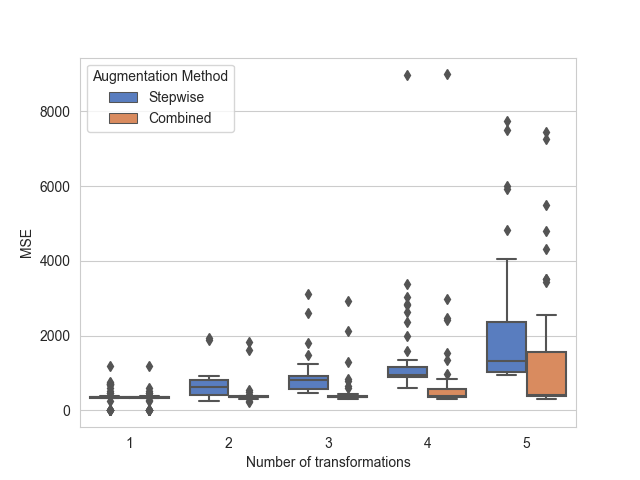 Augmentation Method
Stepwise
Combined
8000
6000
4000
2000
0
MSE
1 2 3 4 5
Number of transformations